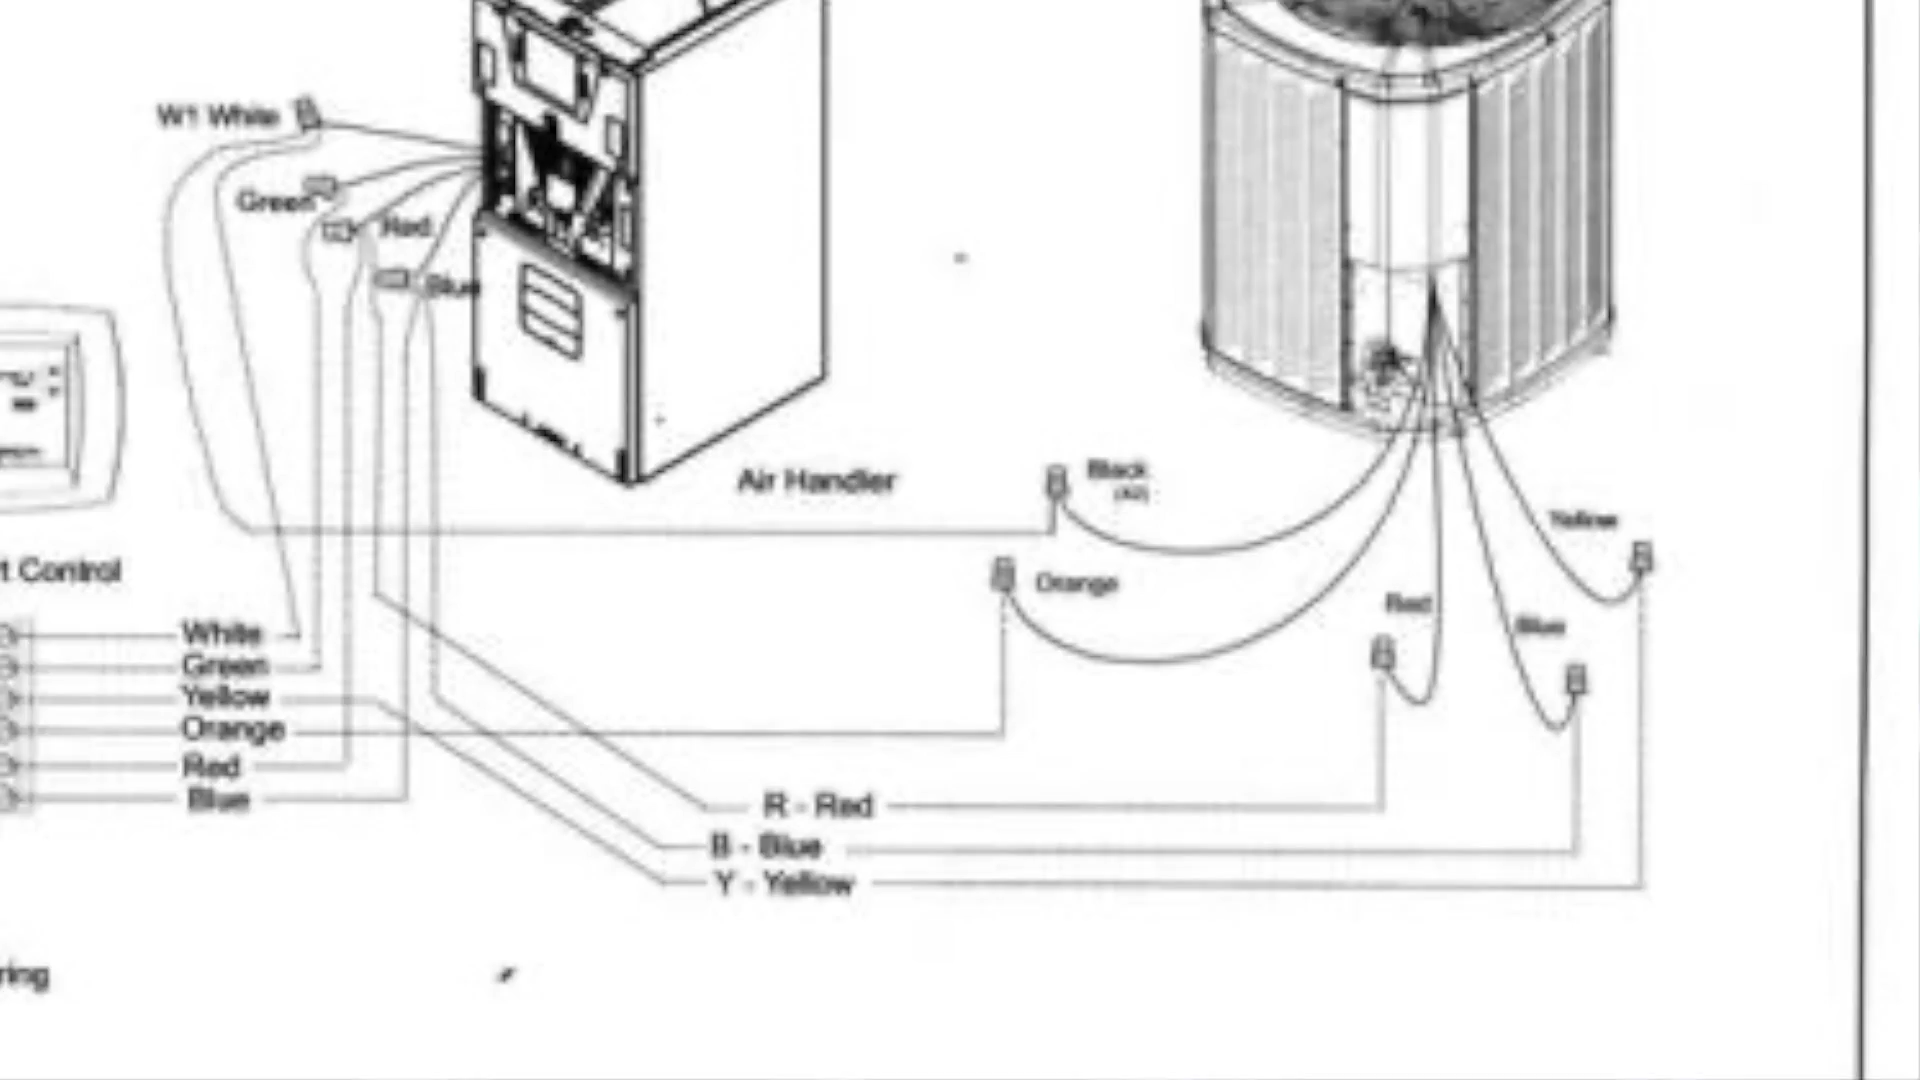 W1 White
Green
Red
Blue
Air Handler
Black
(X2)
Yellow
t Control
Orange
Red
Blue
White
Green
Yellow
Orange
Red
Blue
R - Red
B - Blue
Y - Yellow
ring